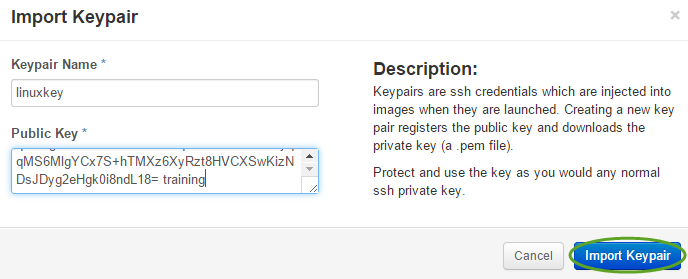 Import Keypair ×
Keypair Name *
linuxkey
Public Key *
qMS6MIgYCx7S+hTMXz6XyRzt8HVCXSwKizN
DsJDyg2eHgk0i8ndL18= training
Description:
Keypairs are ssh credentials which are injected into
images when they are launched. Creating a new key
pair registers the public key and downloads the
private key (a .pem file).
Protect and use the key as you would any normal
ssh private key.
Cancel Import Keypair